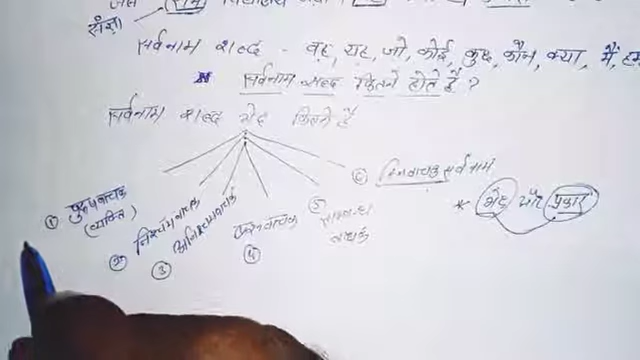 (राम)
संज्ञा
सर्वनाम शब्द - वह, यह, जो, कोई, कुछ, कौन, क्या, मैं, हम
सर्वनाम शब्द कितने होते हैं ?
सर्वनाम शब्द भेद कितने हैं
① पुरुषवाचक
(व्यक्ति)
② निश्चयवाचक
③ अनिश्चयवाचक
④ प्रश्नवाचक
⑤ सम्बन्ध
वाचक
⑥ निजवाचक सर्वनाम
* भेद और प्रकार